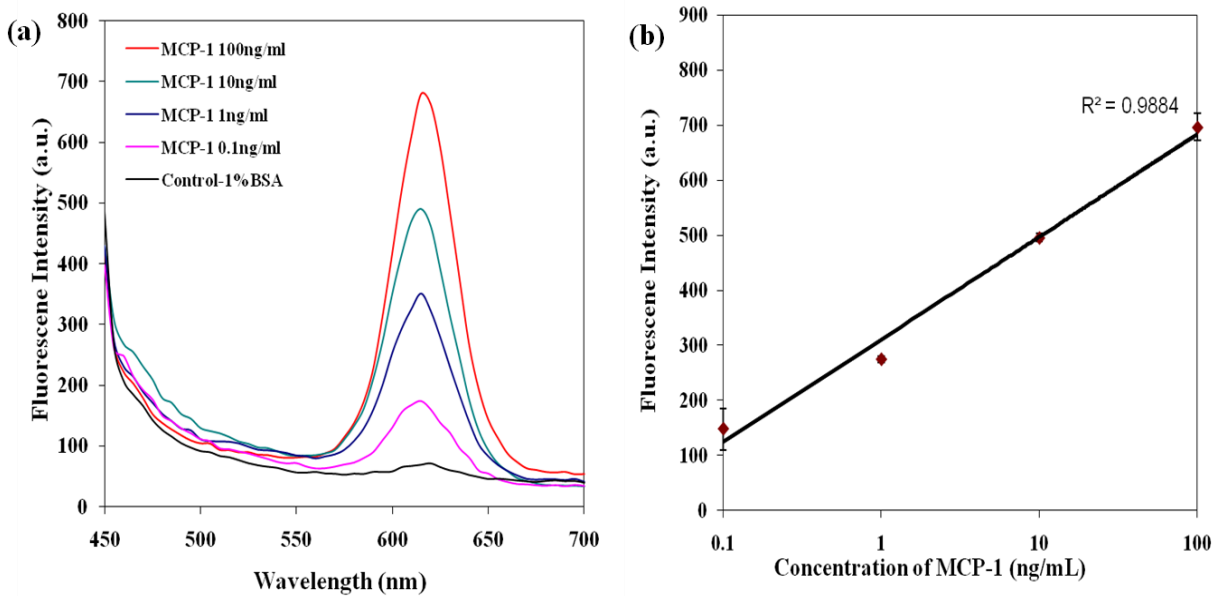 (a)
800
700
600
500
400
300
200
100
0
Fluorescene Intensity (a.u.)
MCP-1 100ng/ml
MCP-1 10ng/ml
MCP-1 1ng/ml
MCP-1 0.1ng/ml
Control-1%BSA
450 500 550 600 650 700
Wavelength (nm)
(b)
900
800
700
600
500
400
300
200
100
0
Fluorescene Intensity (a.u.)
R² = 0.9884
0.1 1 10 100
Concentration of MCP-1 (ng/mL)